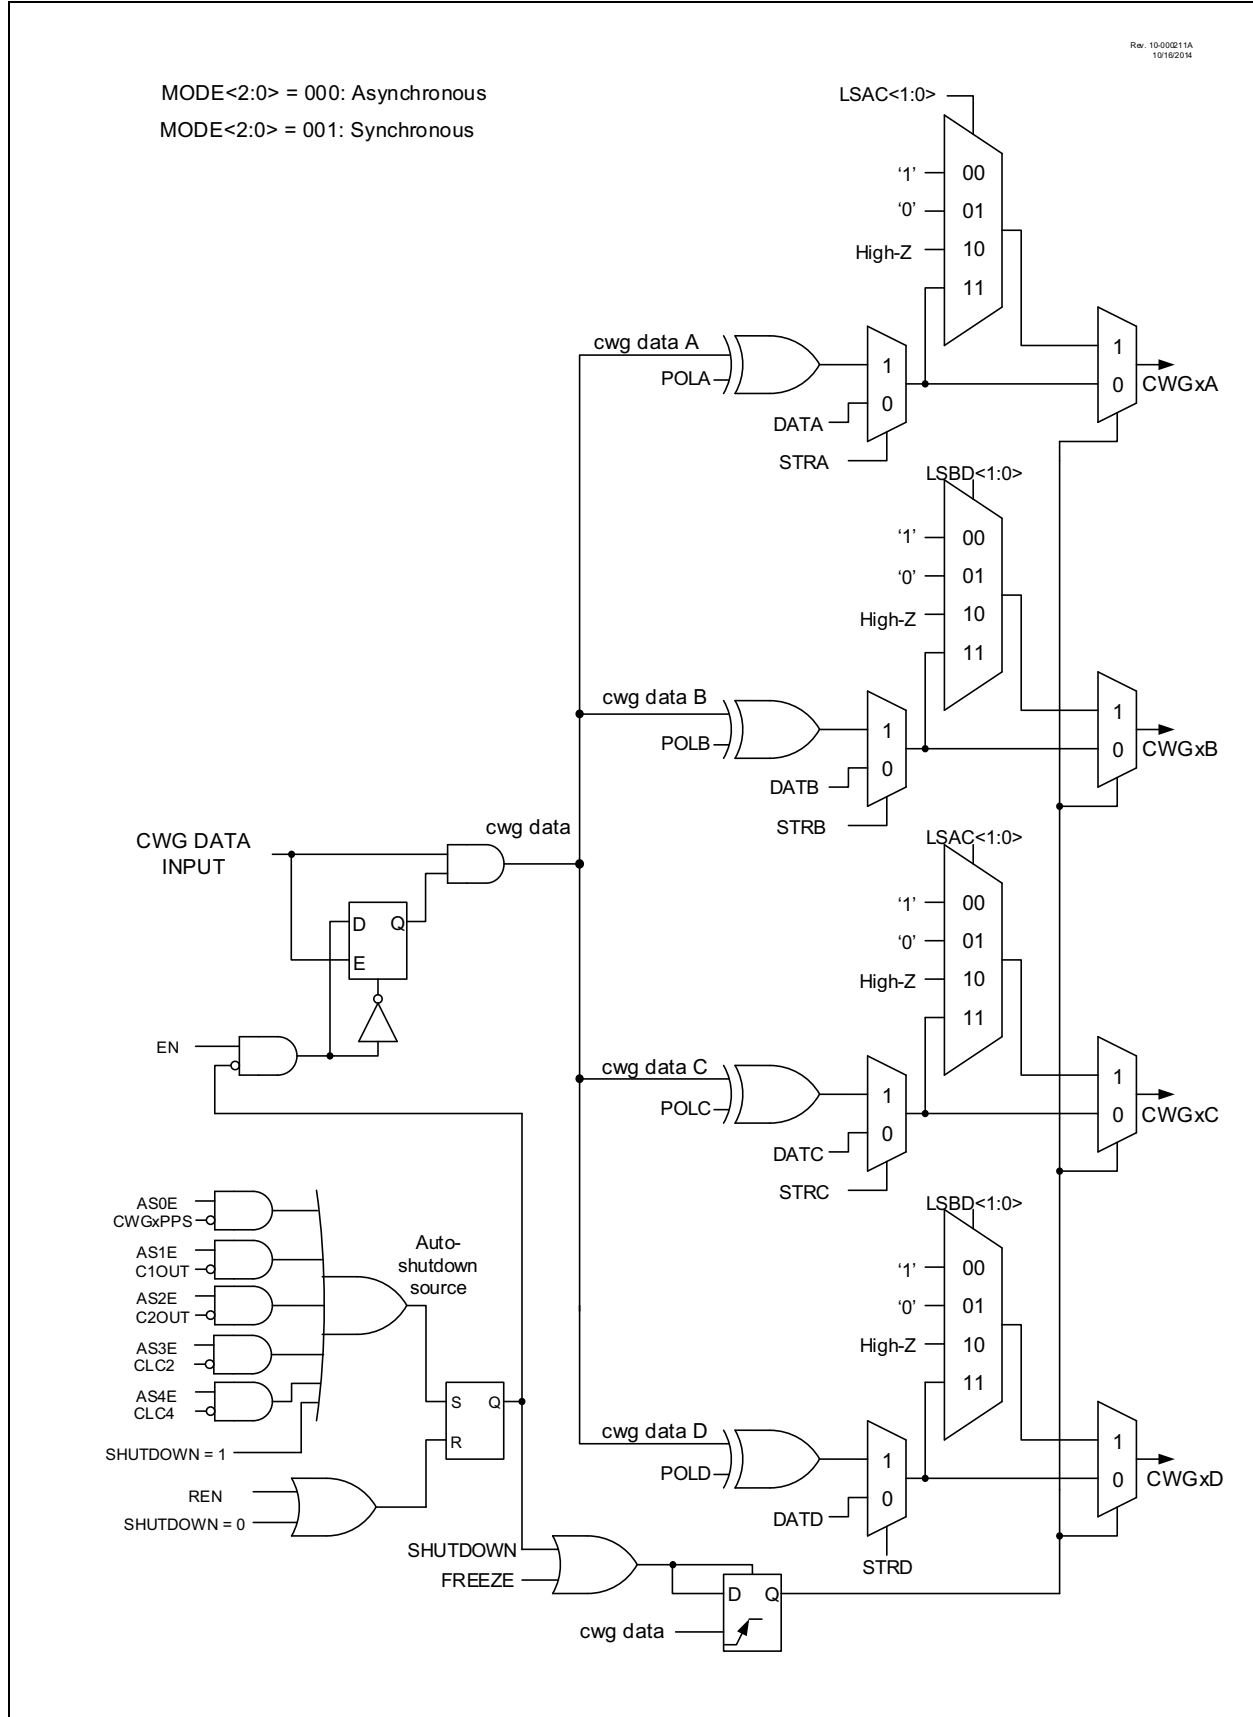 Rev. 10-000211A
10/16/2014
MODE<2:0> = 000: Asynchronous
MODE<2:0> = 001: Synchronous
LSAC<1:0>
‘1’
00
‘0’
01
High-Z
10
11
cwg data A
POLA
1
0
DATA
STRA
1
0
CWGxA
LSBD<1:0>
‘1’
00
‘0’
01
High-Z
10
11
cwg data B
POLB
1
0
DATB
STRB
1
0
CWGxB
CWG DATA
INPUT
cwg data
D
Q
E
EN
LSAC<1:0>
‘1’
00
‘0’
01
High-Z
10
11
cwg data C
POLC
1
0
DATC
STRC
1
0
CWGxC
AS0E
CWGxPPS
AS1E
C1OUT
AS2E
C2OUT
AS3E
CLC2
AS4E
CLC4
SHUTDOWN = 1
Auto-
shutdown
source
S
Q
R
REN
SHUTDOWN = 0
LSBD<1:0>
‘1’
00
‘0’
01
High-Z
10
11
cwg data D
POLD
1
0
DATD
STRD
1
0
CWGxD
SHUTDOWN
FREEZE
D
Q
cwg data